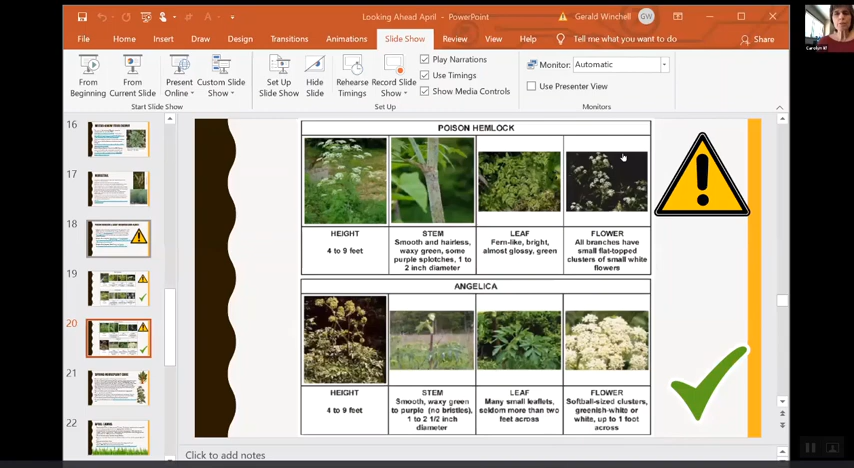 Looking Ahead April - PowerPoint
Gerald Winchell
GW
File
Home
Insert
Draw
Design
Transitions
Animations
Slide Show
Review
View
Help
Tell me what you want to do
Share
From Beginning
From Current Slide
Present Online
Custom Slide Show
Start Slide Show
Set Up Slide Show
Hide Slide
Rehearse Timings
Record Slide Show
Play Narrations
Use Timings
Show Media Controls
Set Up
Monitor: Automatic
Use Presenter View
Monitors
16
17
18
19
20
21
22
POISON HEMLOCK
HEIGHT
4 to 9 feet
STEM
Smooth and hairless,
waxy green, some
purple splotches, 1 to
2 inch diameter
LEAF
Fern-like, bright,
almost glossy, green
FLOWER
All branches have
small flat-topped
clusters of small white
flowers
ANGELICA
HEIGHT
4 to 9 feet
STEM
Smooth, waxy green
to purple (no bristles),
1 to 2 1/2 inch
diameter
LEAF
Many small leaflets,
seldom more than two
feet across
FLOWER
Softball-sized clusters,
greenish-white or
white, up to 1 foot
across
Click to add notes